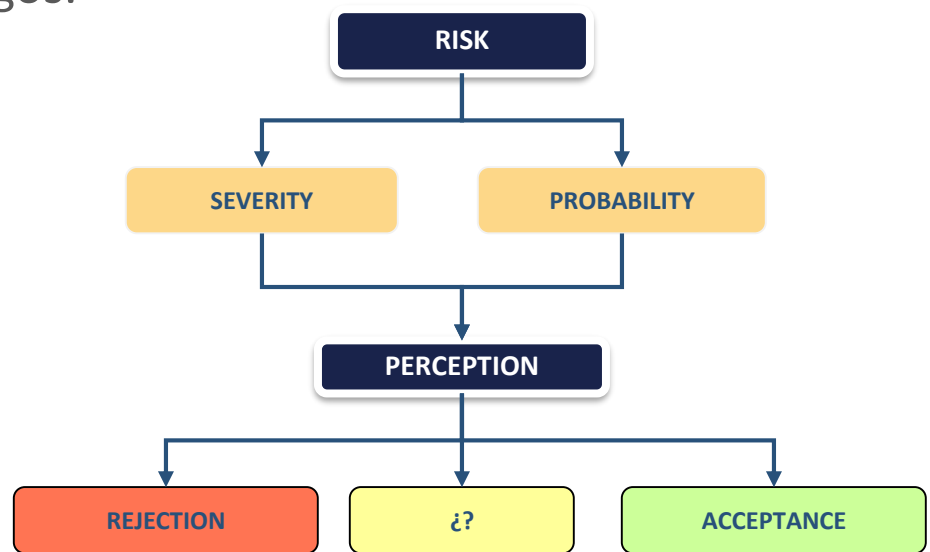 RISK
SEVERITY
PROBABILITY
PERCEPTION
REJECTION
¿?
ACCEPTANCE